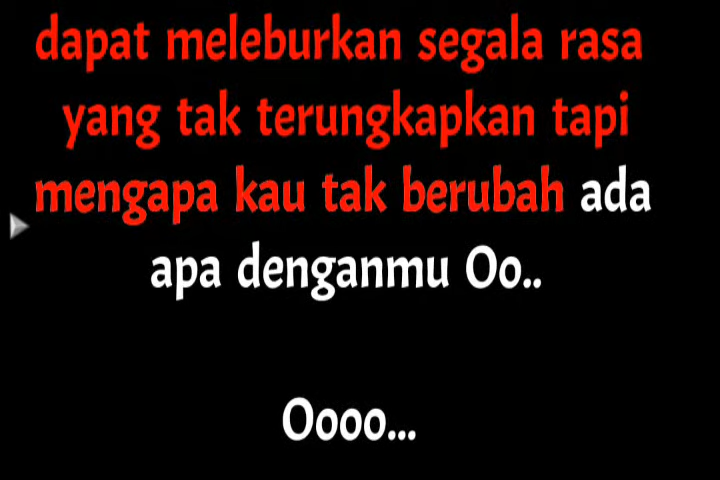 dapat meleburkan segala rasa
yang tak terungkapkan tapi
mengapa kau tak berubah ada
apa denganmu Oo..
Oooo...